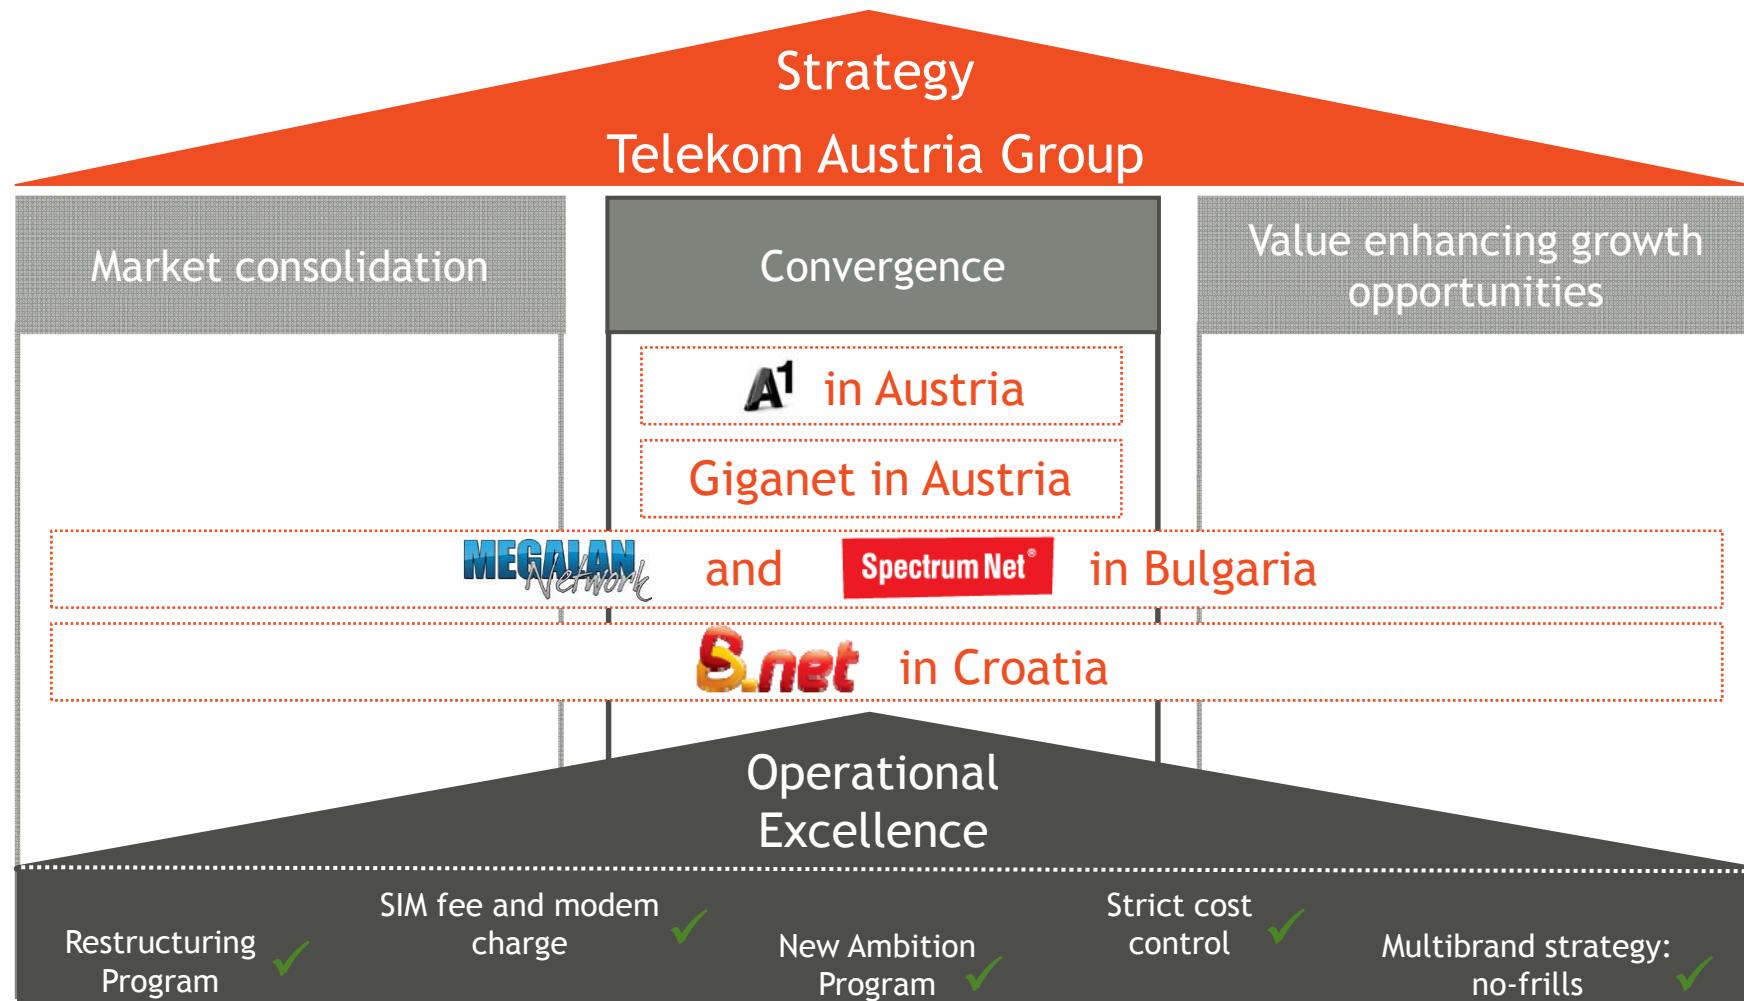 Strategy
Telekom Austria Group
Market consolidation
Convergence
Value enhancing growth
opportunities
A1 in Austria
Giganet in Austria
MEGALAN Network and Spectrum Net® in Bulgaria
B.net in Croatia
Operational
Excellence
Restructuring
Program
SIM fee and modem
charge
New Ambition
Program
Strict cost
control
Multibrand strategy:
no-frills